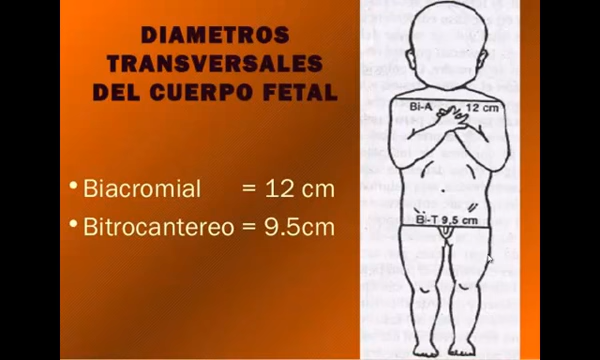 DIAMETROS
TRANSVERSALES
DEL CUERPO FETAL
• Biacromial = 12 cm
• Bitrocantereo = 9.5cm
Bi-A 12 cm
Bi-T 9,5 cm